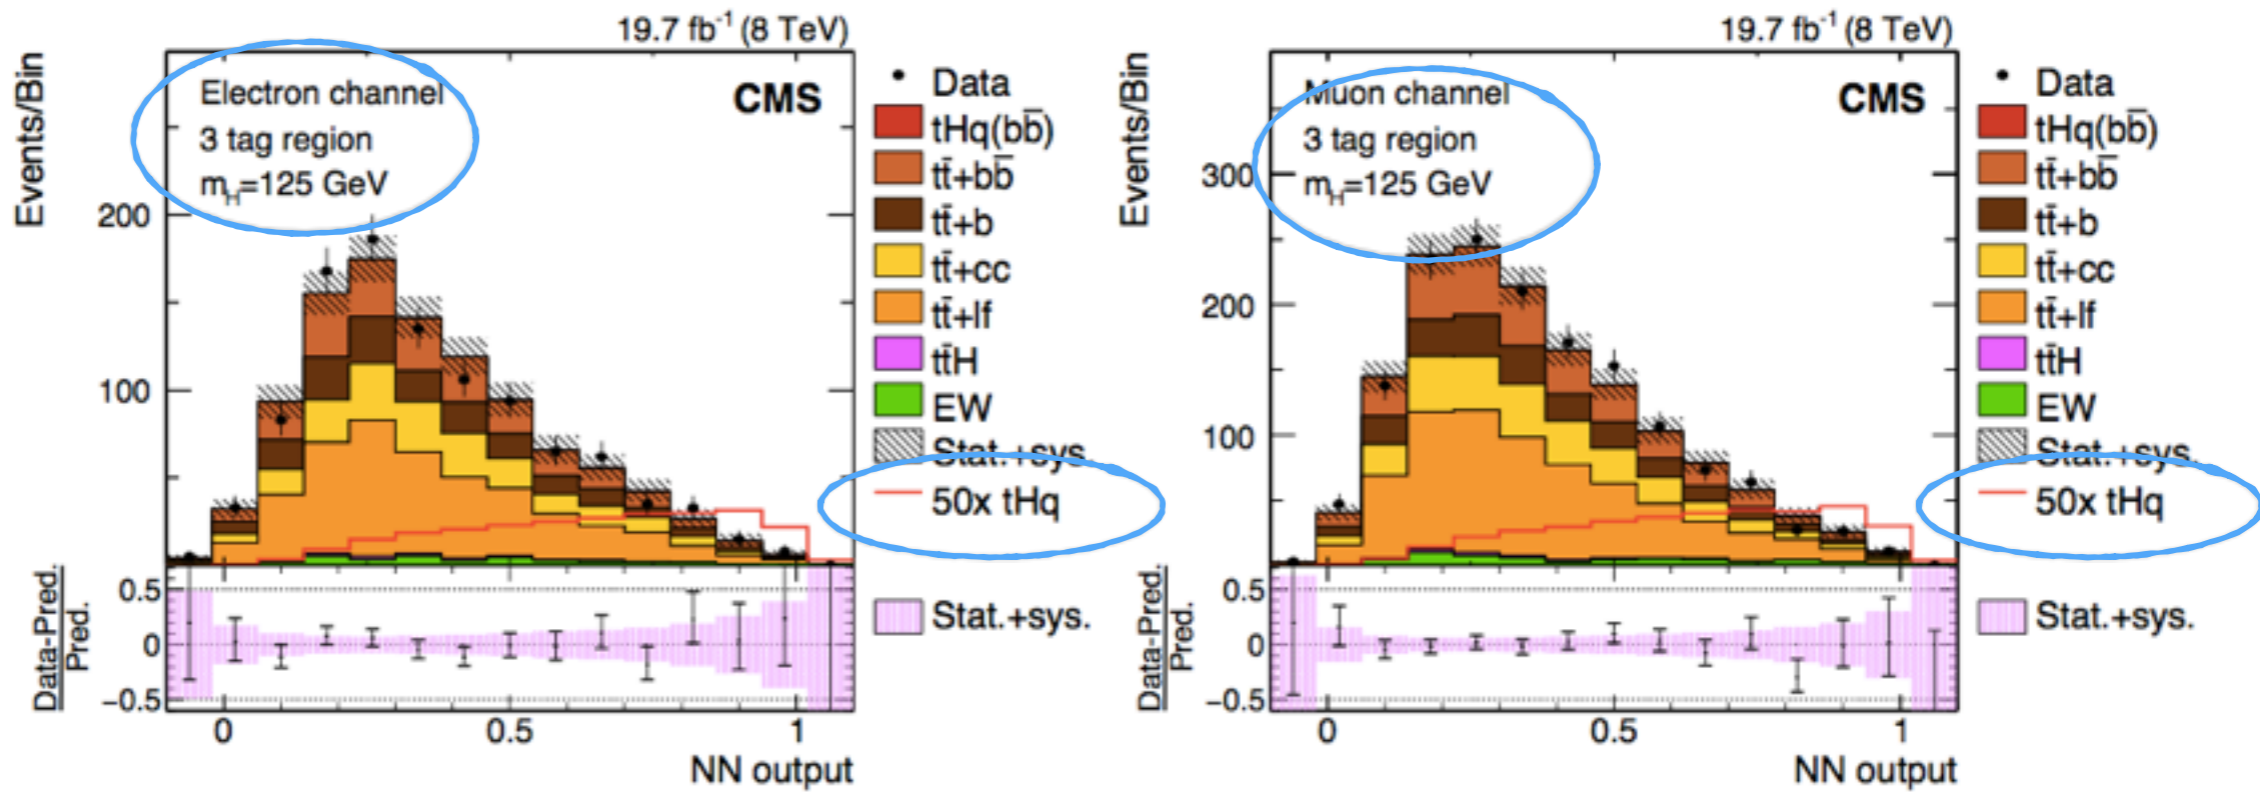 19.7 fb⁻¹ (8 TeV)
Events/Bin
Electron channel
3 tag region
m_H=125 GeV
CMS
200
100
Data
tHq(bb̄)
tt̄+bb̄
tt̄+b
tt̄+cc
tt̄+lf
tt̄H
EW
Stat.+sys.
50x tHq
Data-Pred.
Pred.
0.5
0
−0.5
Stat.+sys.
0 0.5 1
NN output
19.7 fb⁻¹ (8 TeV)
Events/Bin
Muon channel
3 tag region
m_H=125 GeV
CMS
300
200
100
Data
tHq(bb̄)
tt̄+bb̄
tt̄+b
tt̄+cc
tt̄+lf
tt̄H
EW
Stat.+sys.
50x tHq
Data-Pred.
Pred.
0.5
0
−0.5
Stat.+sys.
0 0.5 1
NN output